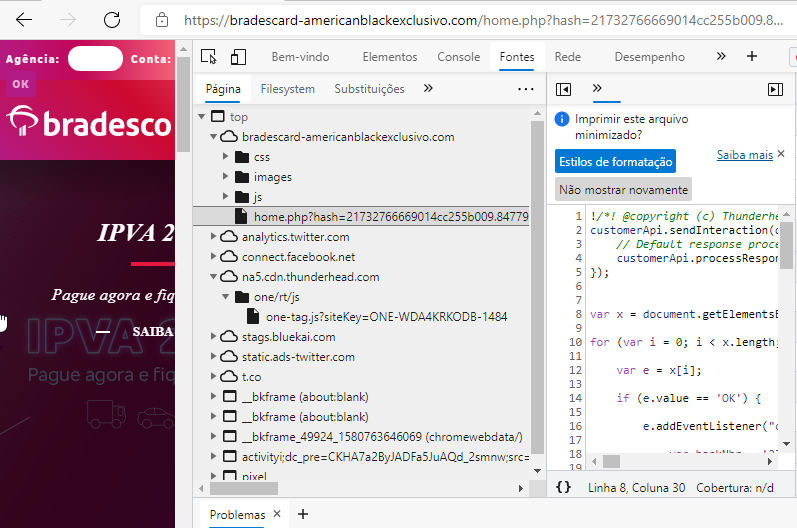 https://bradescard-americanblackexclusivo.com/home.php?hash=21732766669014cc255b009.8...
Agência: Conta:
OK
bradesco
IPVA 2
Pague agora e fiq
SAIBA
IPVA 2
Pague agora e fiq
Bem-vindo Elementos Console Fontes Rede Desempenho » +
Página Filesystem Substituições » ...
top
bradescard-americanblackexclusivo.com
css
images
js
home.php?hash=21732766669014cc255b009.84779
analytics.twitter.com
connect.facebook.net
na5.cdn.thunderhead.com
one/rt/js
one-tag.js?siteKey=ONE-WDA4KRKODB-1484
stags.bluekai.com
static.ads-twitter.com
t.co
__bkframe (about:blank)
__bkframe (about:blank)
__bkframe_49924_1580763646069 (chromewebdata/)
activityi;dc_pre=CKHA7a2ByJADFa5JuAQd_2smnw;src=
pixel
»
Imprimir este arquivo
minimizado?
Estilos de formatação Saiba mais ×
Não mostrar novamente
1 !/*! @copyright (c) Thunderhe
2 customerApi.sendInteraction(
3 // Default response proce
4 customerApi.processRespon
5 });
6
7
8 var x = document.getElementsB
9
10 for (var i = 0; i < x.length;
11
12 var e = x[i];
13
14 if (e.value == 'OK') {
15
16 e.addEventListener("
17
18
19
{} Linha 8, Coluna 30 Cobertura: n/d
Problemas × +